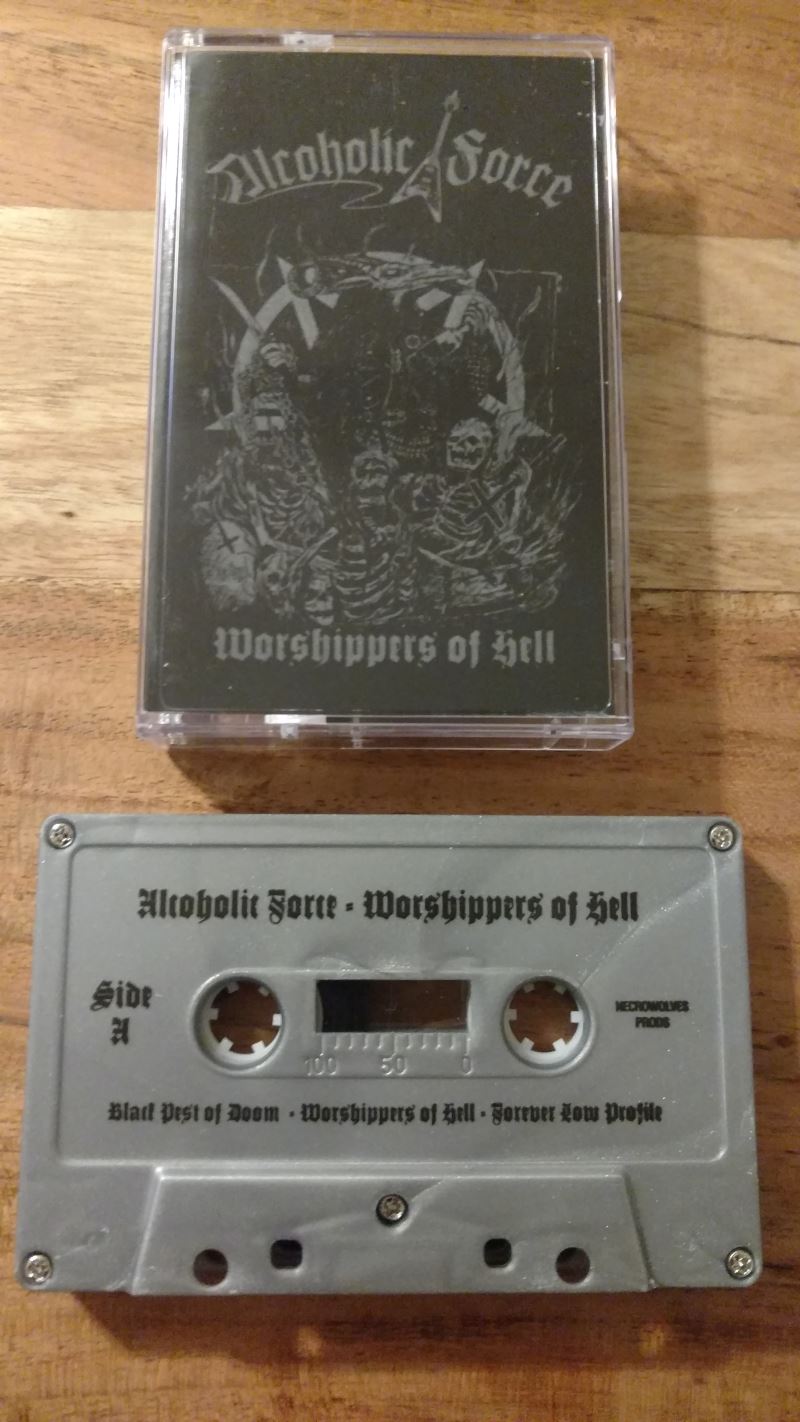 Alcoholic Force
Worshippers of Hell
Alcoholic Force - Worshippers of Hell
Side
A
NECROWOLVES
PRODS
100 50 0
Black Pest of Doom - Worshippers of Hell - Forever Low Profile